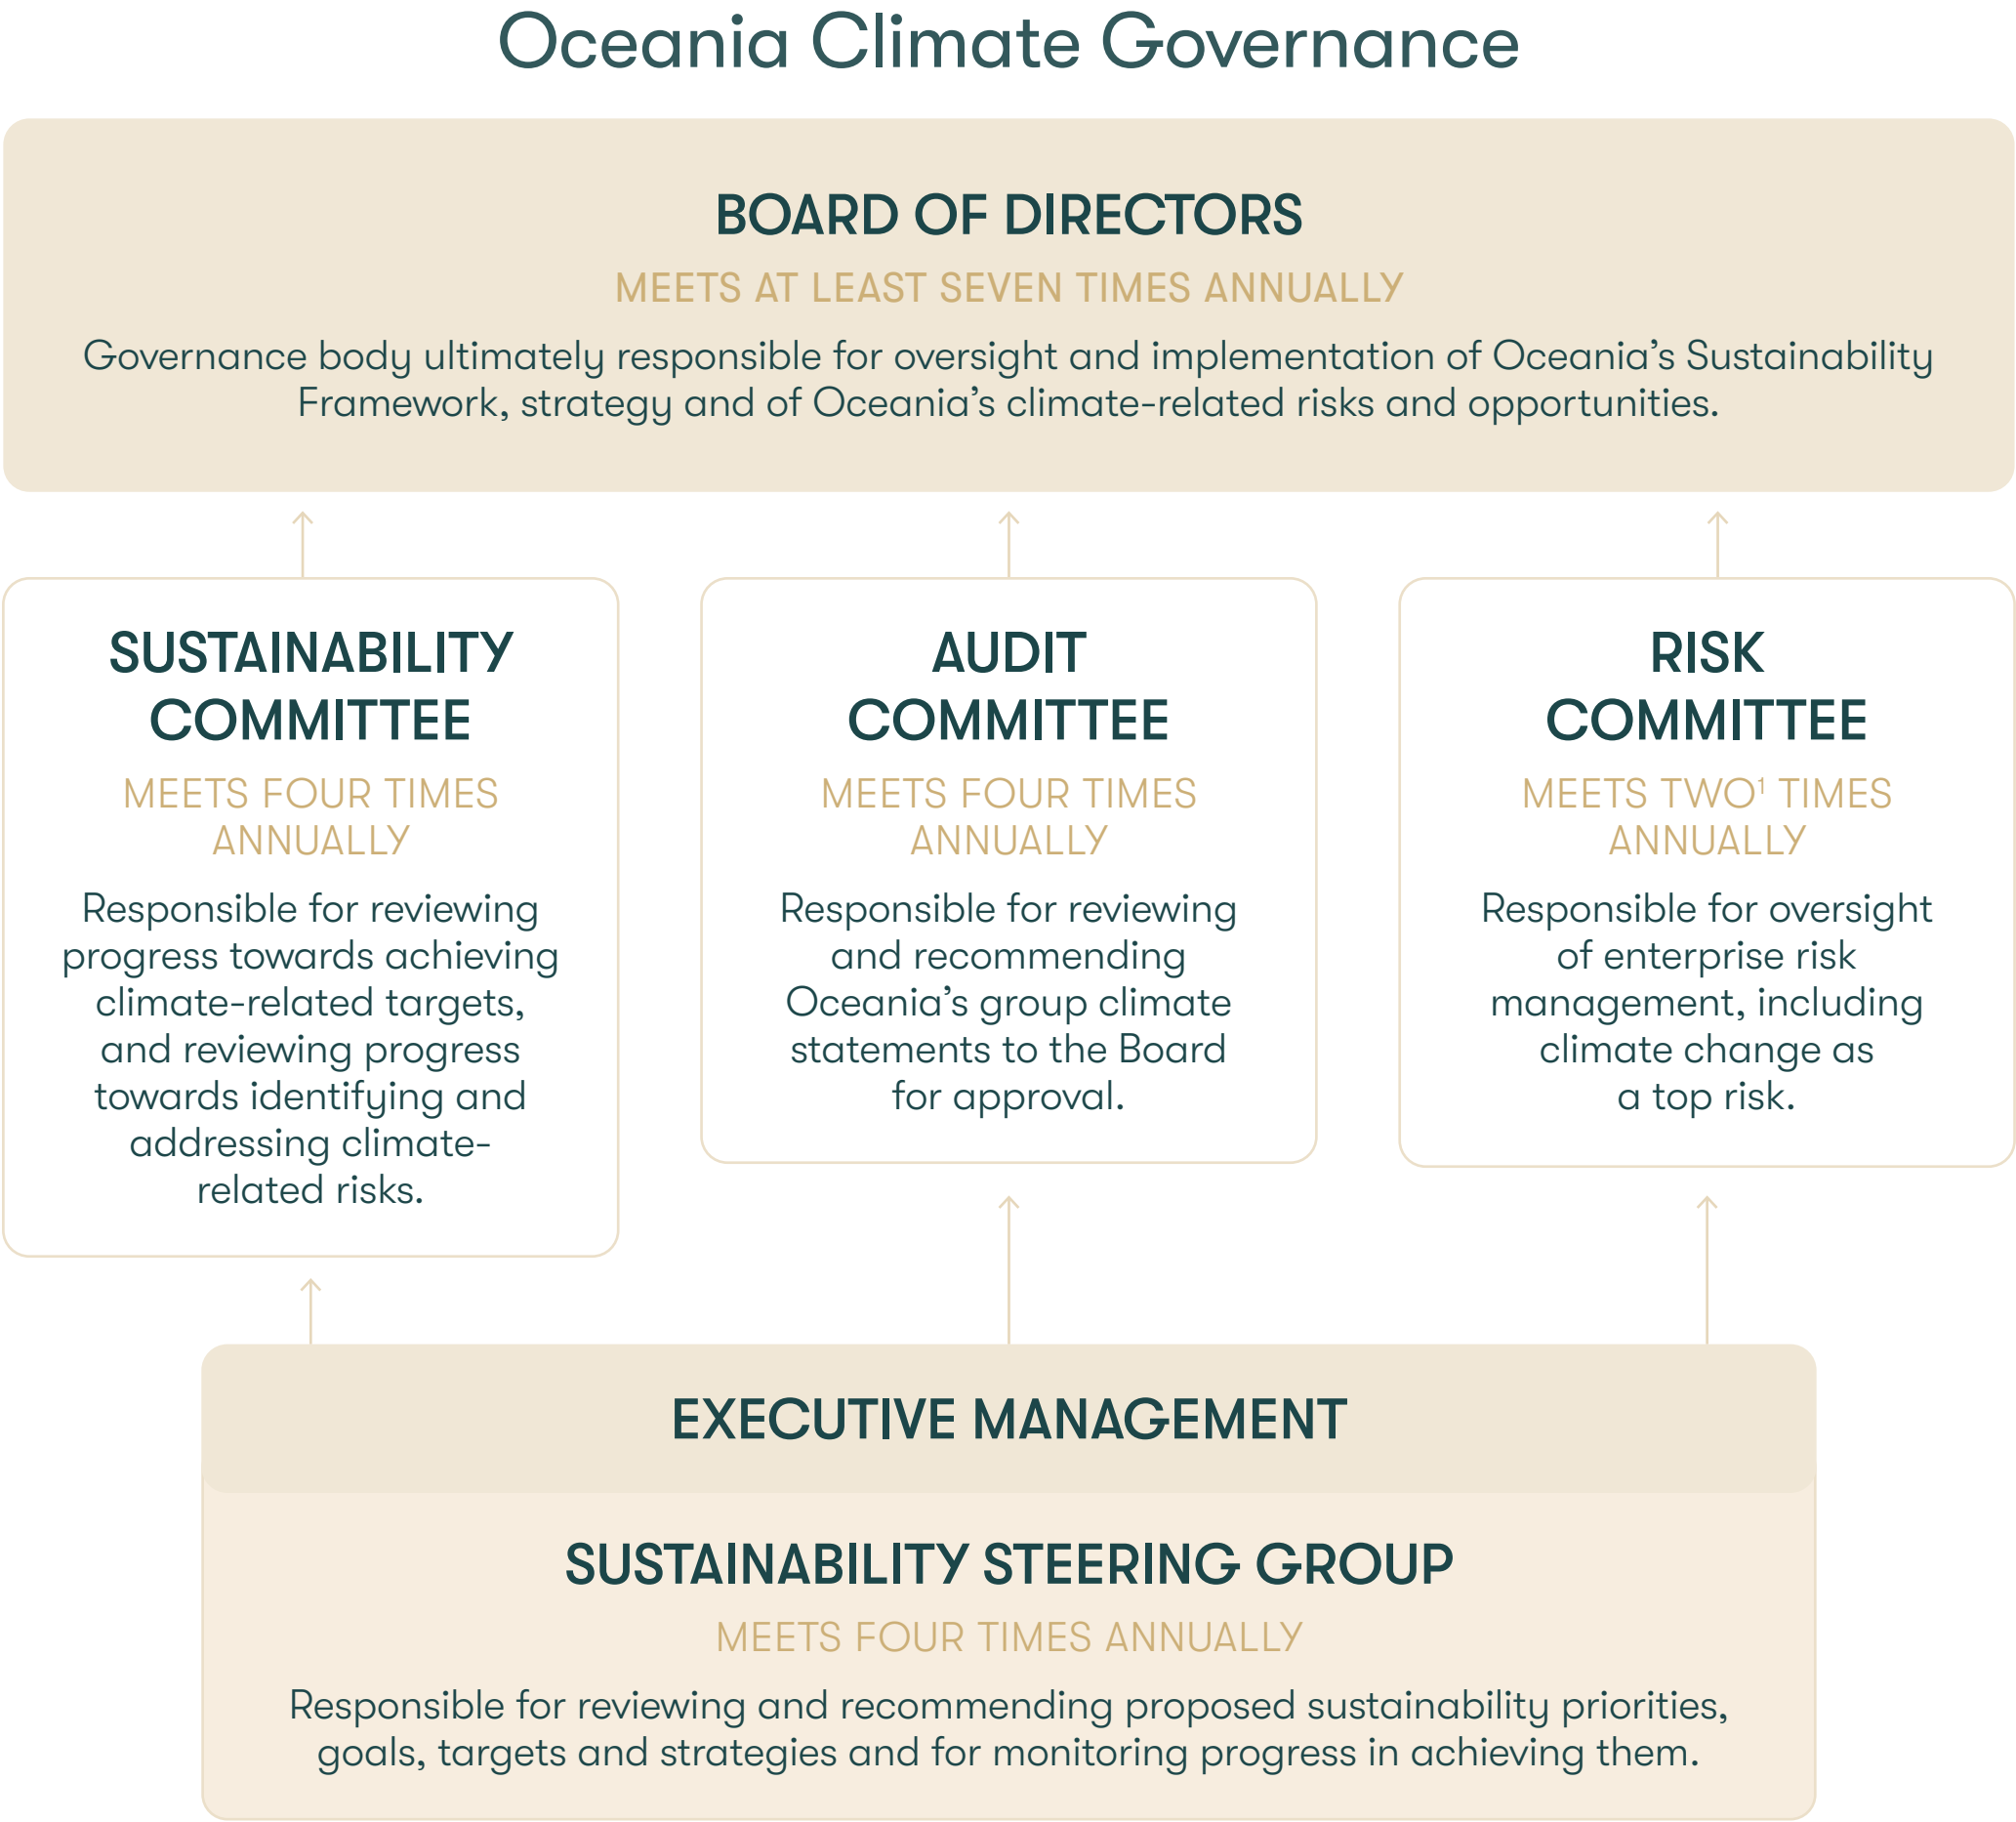 Oceania Climate Governance
BOARD OF DIRECTORS
MEETS AT LEAST SEVEN TIMES ANNUALLY
Governance body ultimately responsible for oversight and implementation of Oceania’s Sustainability
Framework, strategy and of Oceania’s climate-related risks and opportunities.
SUSTAINABILITY
COMMITTEE
MEETS FOUR TIMES
ANNUALLY
Responsible for reviewing
progress towards achieving
climate-related targets,
and reviewing progress
towards identifying and
addressing climate-
related risks.
AUDIT
COMMITTEE
MEETS FOUR TIMES
ANNUALLY
Responsible for reviewing
and recommending
Oceania’s group climate
statements to the Board
for approval.
RISK
COMMITTEE
MEETS TWO¹ TIMES
ANNUALLY
Responsible for oversight
of enterprise risk
management, including
climate change as
a top risk.
EXECUTIVE MANAGEMENT
SUSTAINABILITY STEERING GROUP
MEETS FOUR TIMES ANNUALLY
Responsible for reviewing and recommending proposed sustainability priorities,
goals, targets and strategies and for monitoring progress in achieving them.